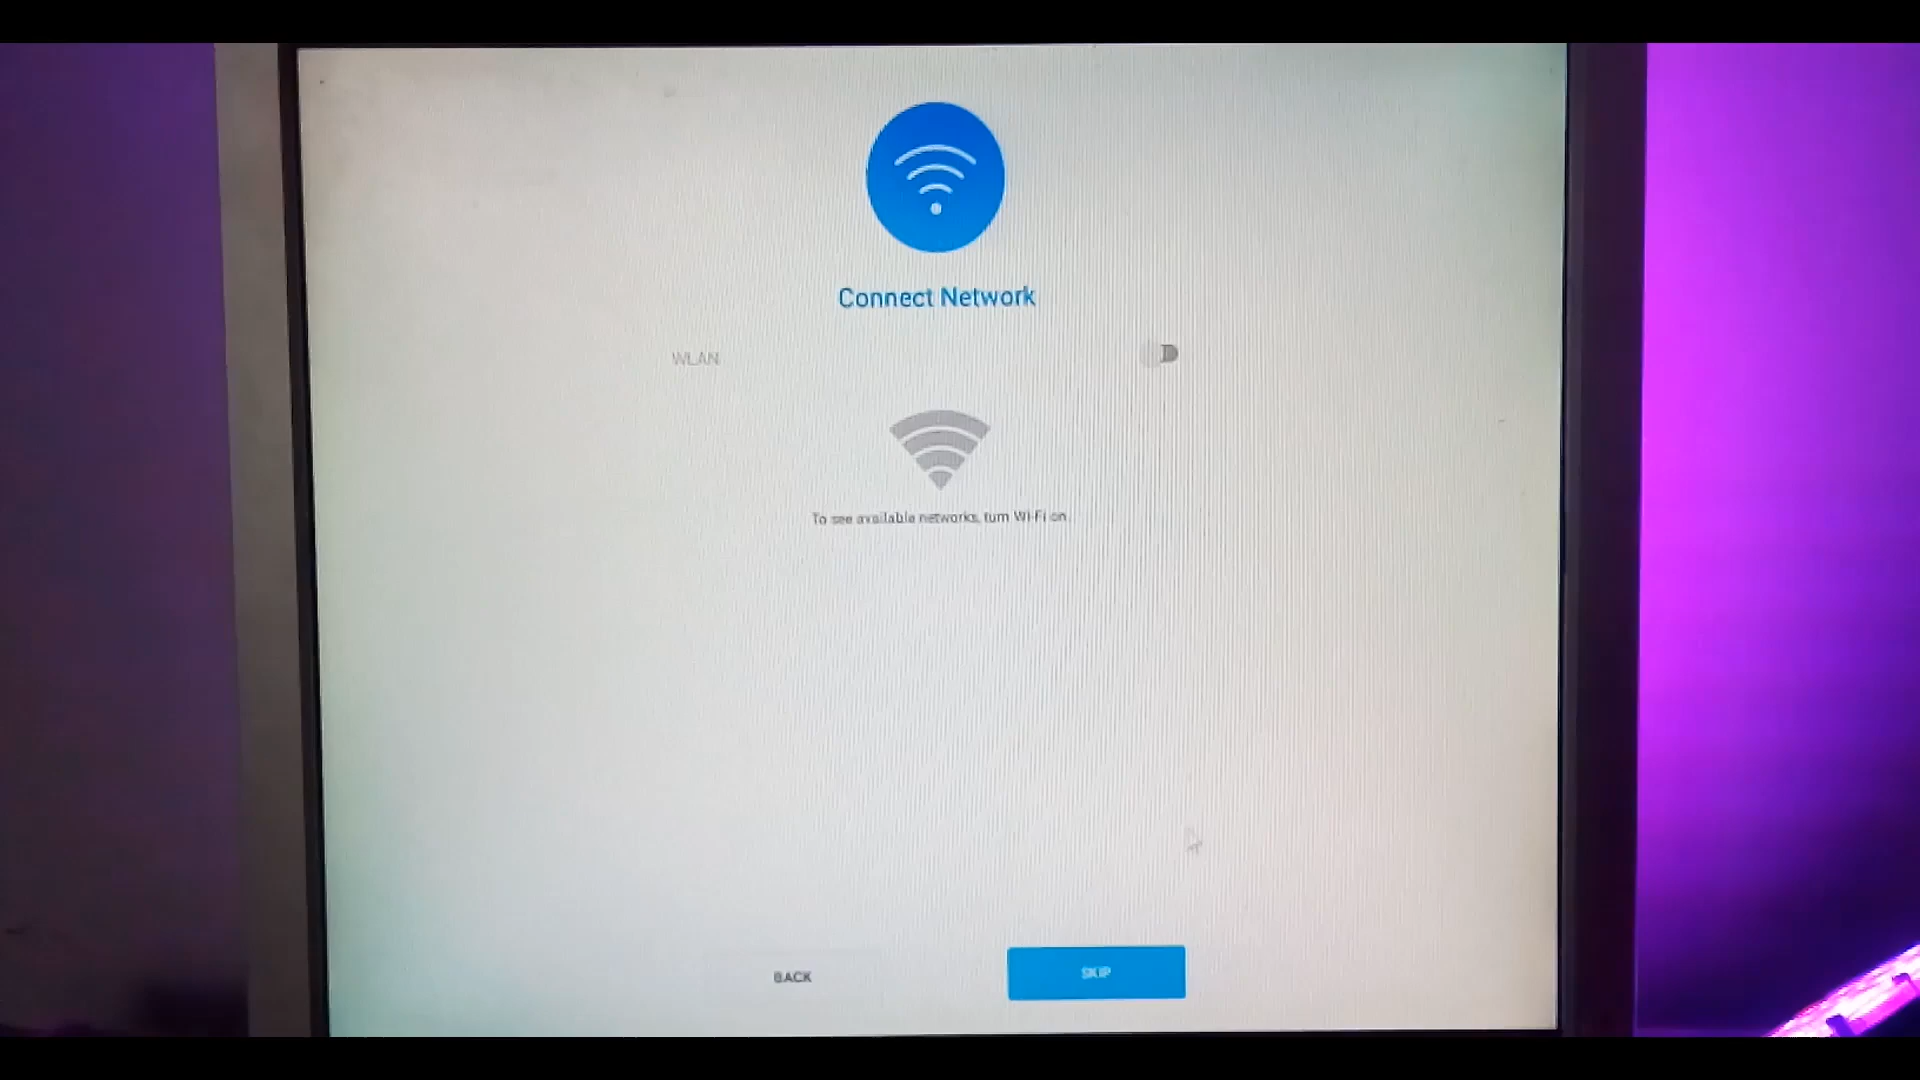 Connect Network
WLAN
To see available networks, turn Wi-Fi on.
BACK
SKIP